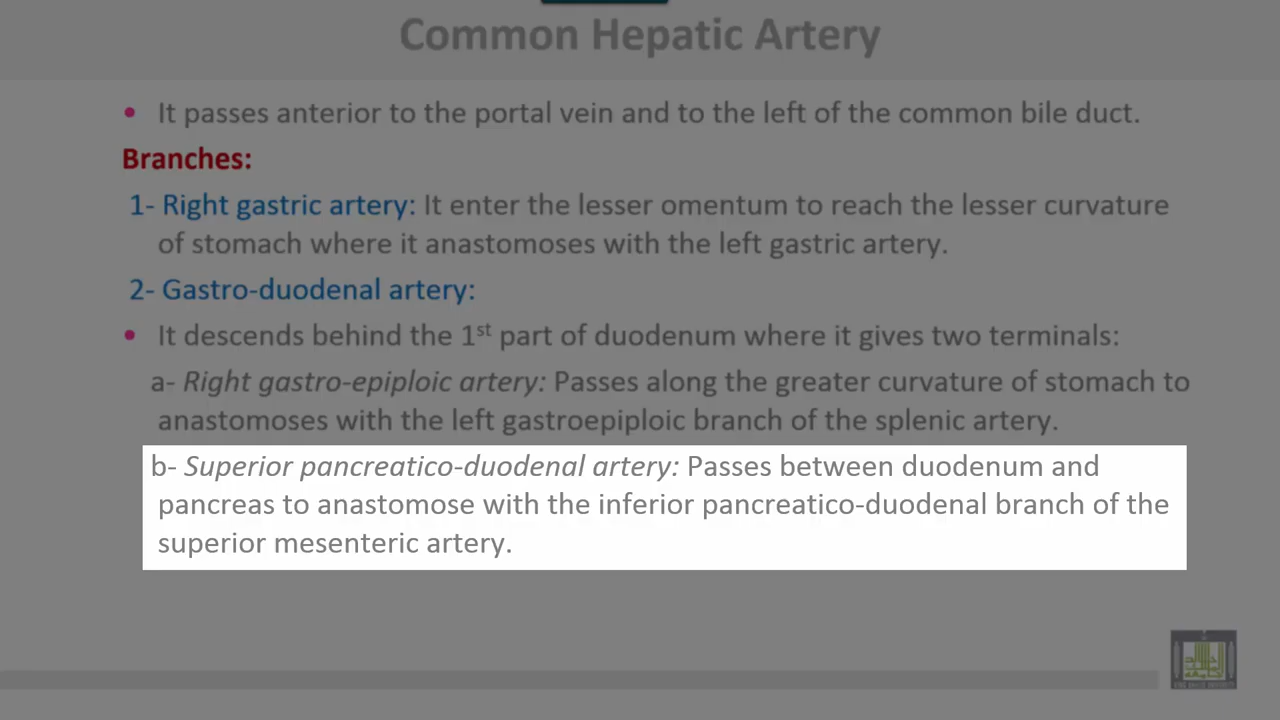 Common Hepatic Artery
• It passes anterior to the portal vein and to the left of the common bile duct.
Branches:
1- Right gastric artery: It enter the lesser omentum to reach the lesser curvature
of stomach where it anastomoses with the left gastric artery.
2- Gastro-duodenal artery:
• It descends behind the 1st part of duodenum where it gives two terminals:
a- Right gastro-epiploic artery: Passes along the greater curvature of stomach to
anastomoses with the left gastroepiploic branch of the splenic artery.
b- Superior pancreatico-duodenal artery: Passes between duodenum and
pancreas to anastomose with the inferior pancreatico-duodenal branch of the
superior mesenteric artery.